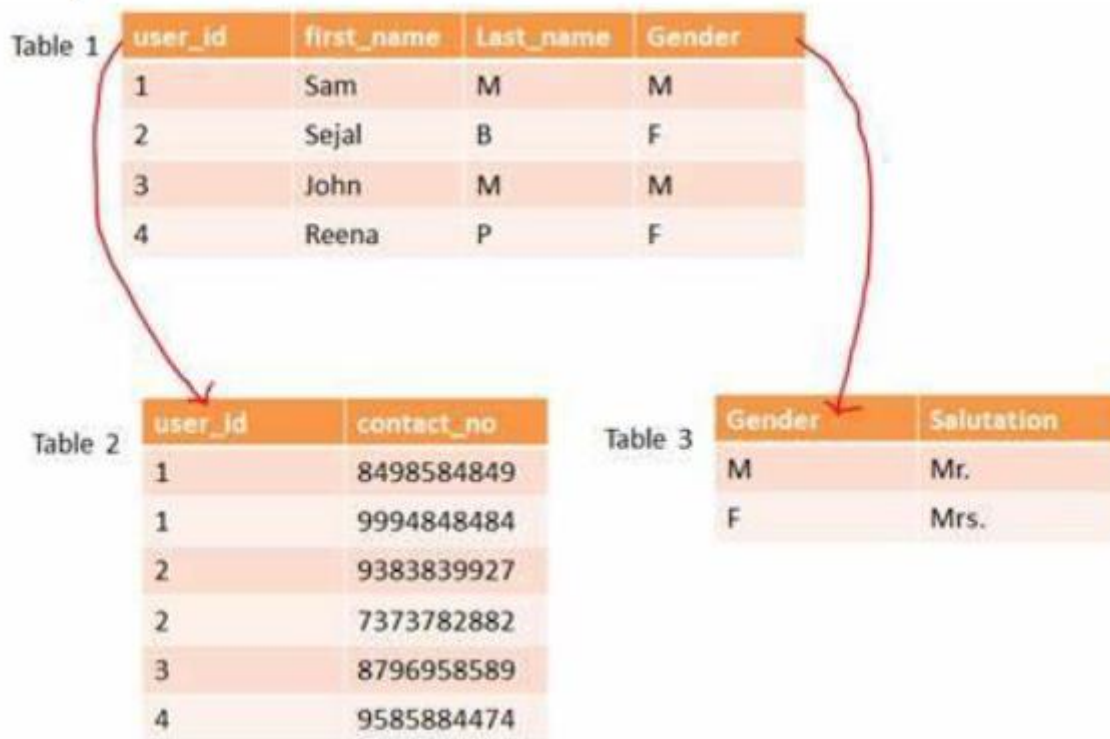 Table 1
user_id first_name Last_name Gender
1 Sam M M
2 Sejal B F
3 John M M
4 Reena P F
Table 2
user_id contact_no
1 8498584849
1 9994848484
2 9383839927
2 7373782882
3 8796958589
4 9585884474
Table 3
Gender Salutation
M Mr.
F Mrs.